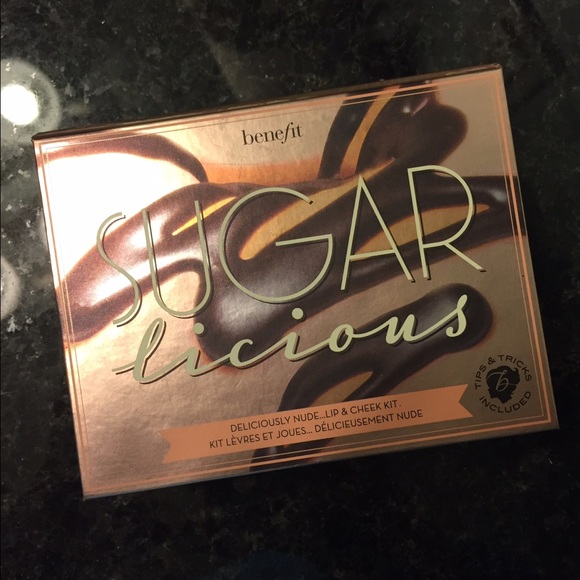 benefit
SUGAR
licious
DELICIOUSLY NUDE...LIP & CHEEK KIT.
KIT LÈVRES ET JOUES... DÉLICIEUSEMENT NUDE
TIPS & TRICKS
b
INCLUDED